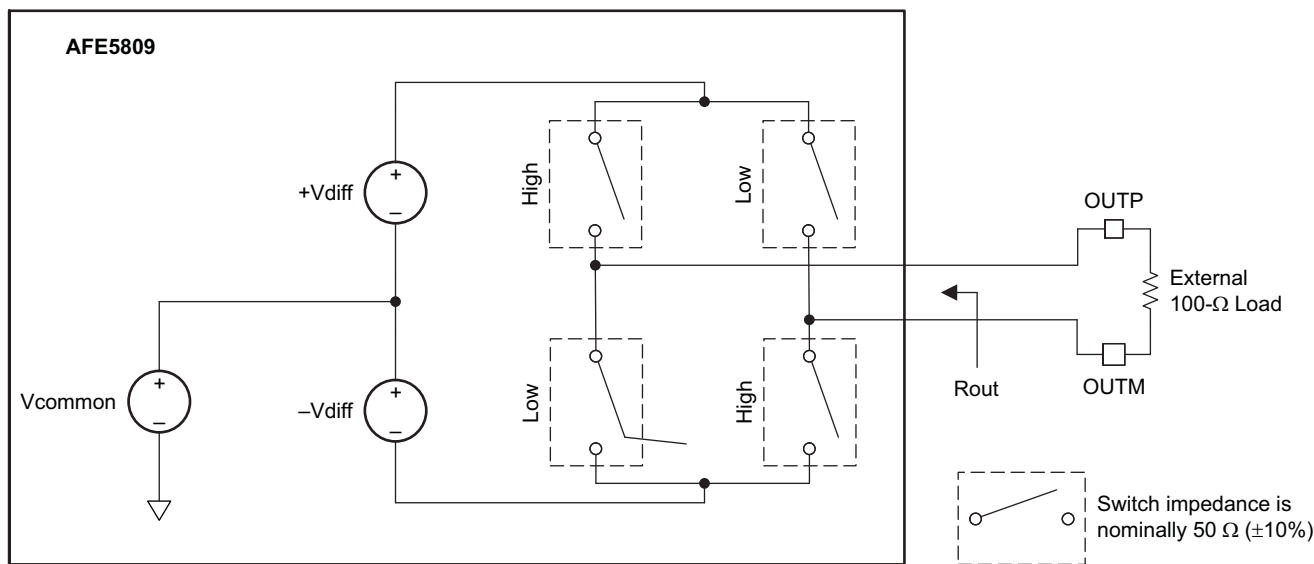 AFE5809
+Vdiff
High
Low
OUTP
External
100-Ω Load
Vcommon
–Vdiff
Low
High
Rout
OUTM
Switch impedance is
nominally 50 Ω (±10%)
+
–
+
–
+
–